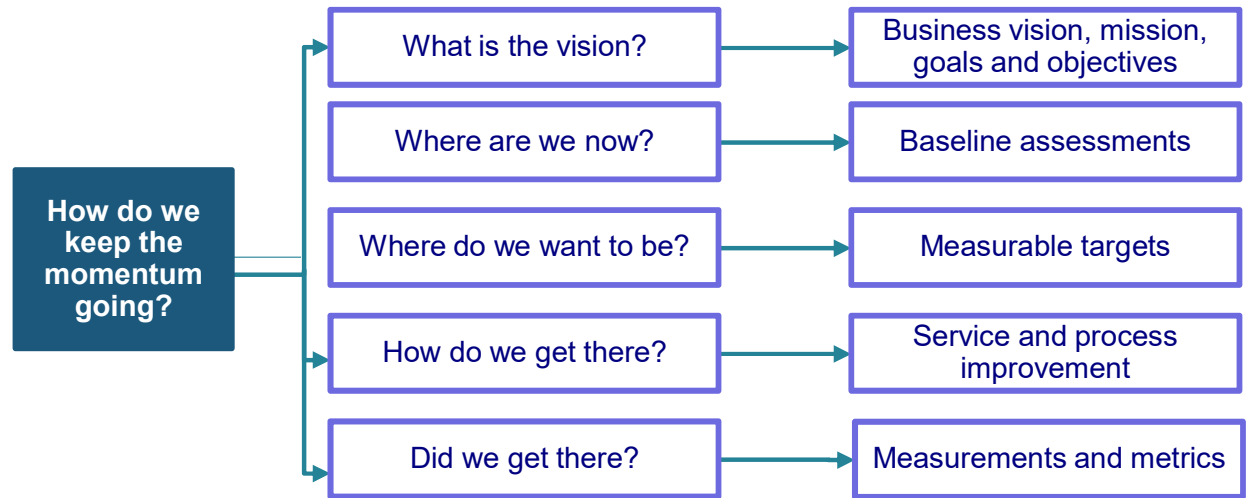 How do we
keep the
momentum
going?
What is the vision?
Business vision, mission,
goals and objectives
Where are we now?
Baseline assessments
Where do we want to be?
Measurable targets
How do we get there?
Service and process
improvement
Did we get there?
Measurements and metrics